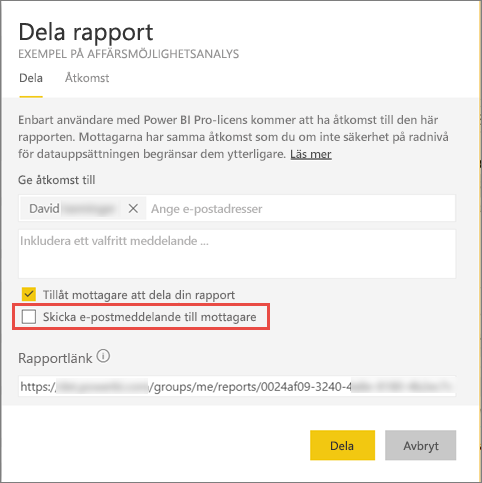 Dela rapport
EXEMPEL PÅ AFFÄRSMÖJLIGHETSANALYS
Dela Åtkomst
Enbart användare med Power BI Pro-licens kommer att ha åtkomst till den här
rapporten. Mottagarna har samma åtkomst som du om inte säkerhet på radnivå
för datauppsättningen begränsar dem ytterligare. Läs mer
Ge åtkomst till
David Ange e-postadresser
Inkludera ett valfritt meddelande ...
Tillåt mottagare att dela din rapport
Skicka e-postmeddelande till mottagare
Rapportlänk
https:/ /groups/me/reports/0024af09-3240-4
Dela Avbryt